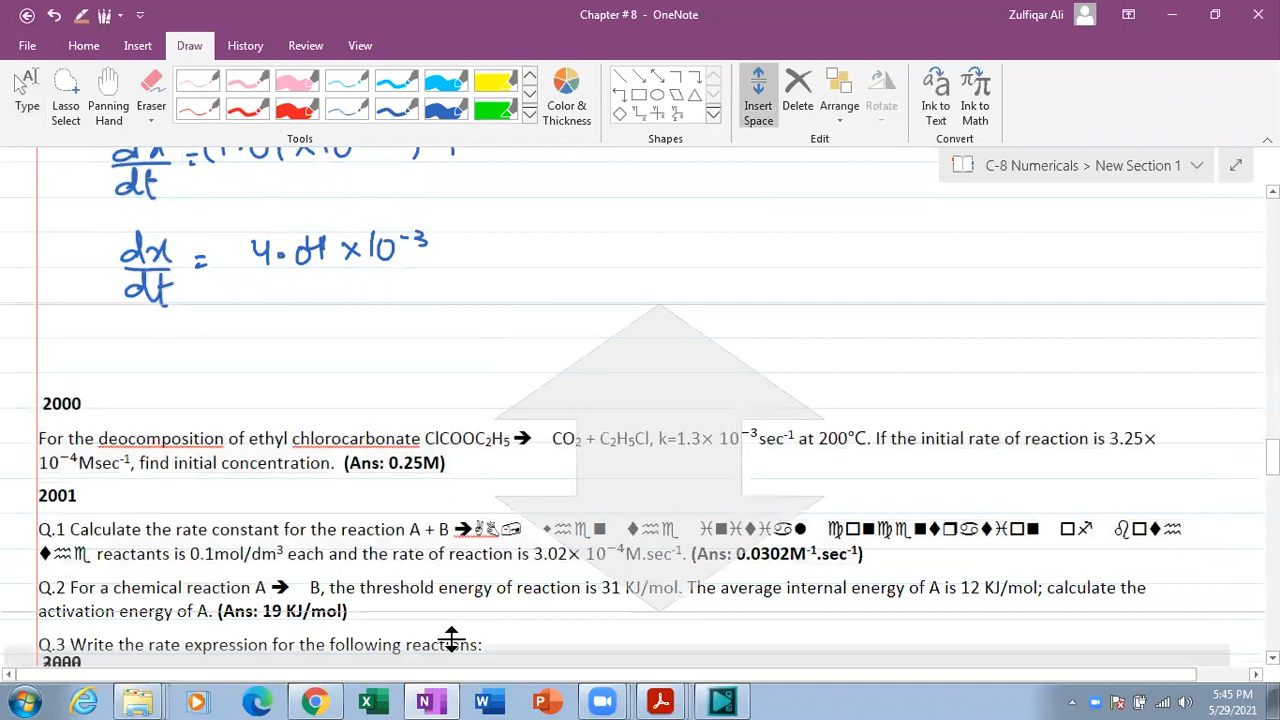 Chapter # 8 - OneNote
Zulfiqar Ali
File Home Insert Draw History Review View
Type
Lasso Select
Panning Hand
Eraser
Color & Thickness
Insert Space
Delete
Arrange
Rotate
Ink to Text
Ink to Math
Tools
Shapes
Edit
Convert
C-8 Numericals > New Section 1
dx/dt =
dx/dt = 4.04 ×10⁻³
2000
For the deocomposition of ethyl chlorocarbonate ClCOOC₂H₅ → CO₂ + C₂H₅Cl, k=1.3× 10⁻³sec⁻¹ at 200℃. If the initial rate of reaction is 3.25×
10⁻⁴Msec⁻¹, find initial concentration. (Ans: 0.25M)
2001
Q.1 Calculate the rate constant for the reaction A + B →
reactants is 0.1mol/dm³ each and the rate of reaction is 3.02× 10⁻⁴M.sec⁻¹. (Ans: 0.0302M⁻¹.sec⁻¹)
Q.2 For a chemical reaction A → B, the threshold energy of reaction is 31 KJ/mol. The average internal energy of A is 12 KJ/mol; calculate the
activation energy of A. (Ans: 19 KJ/mol)
Q.3 Write the rate expression for the following reactions:
2000
5:45 PM
5/29/2021